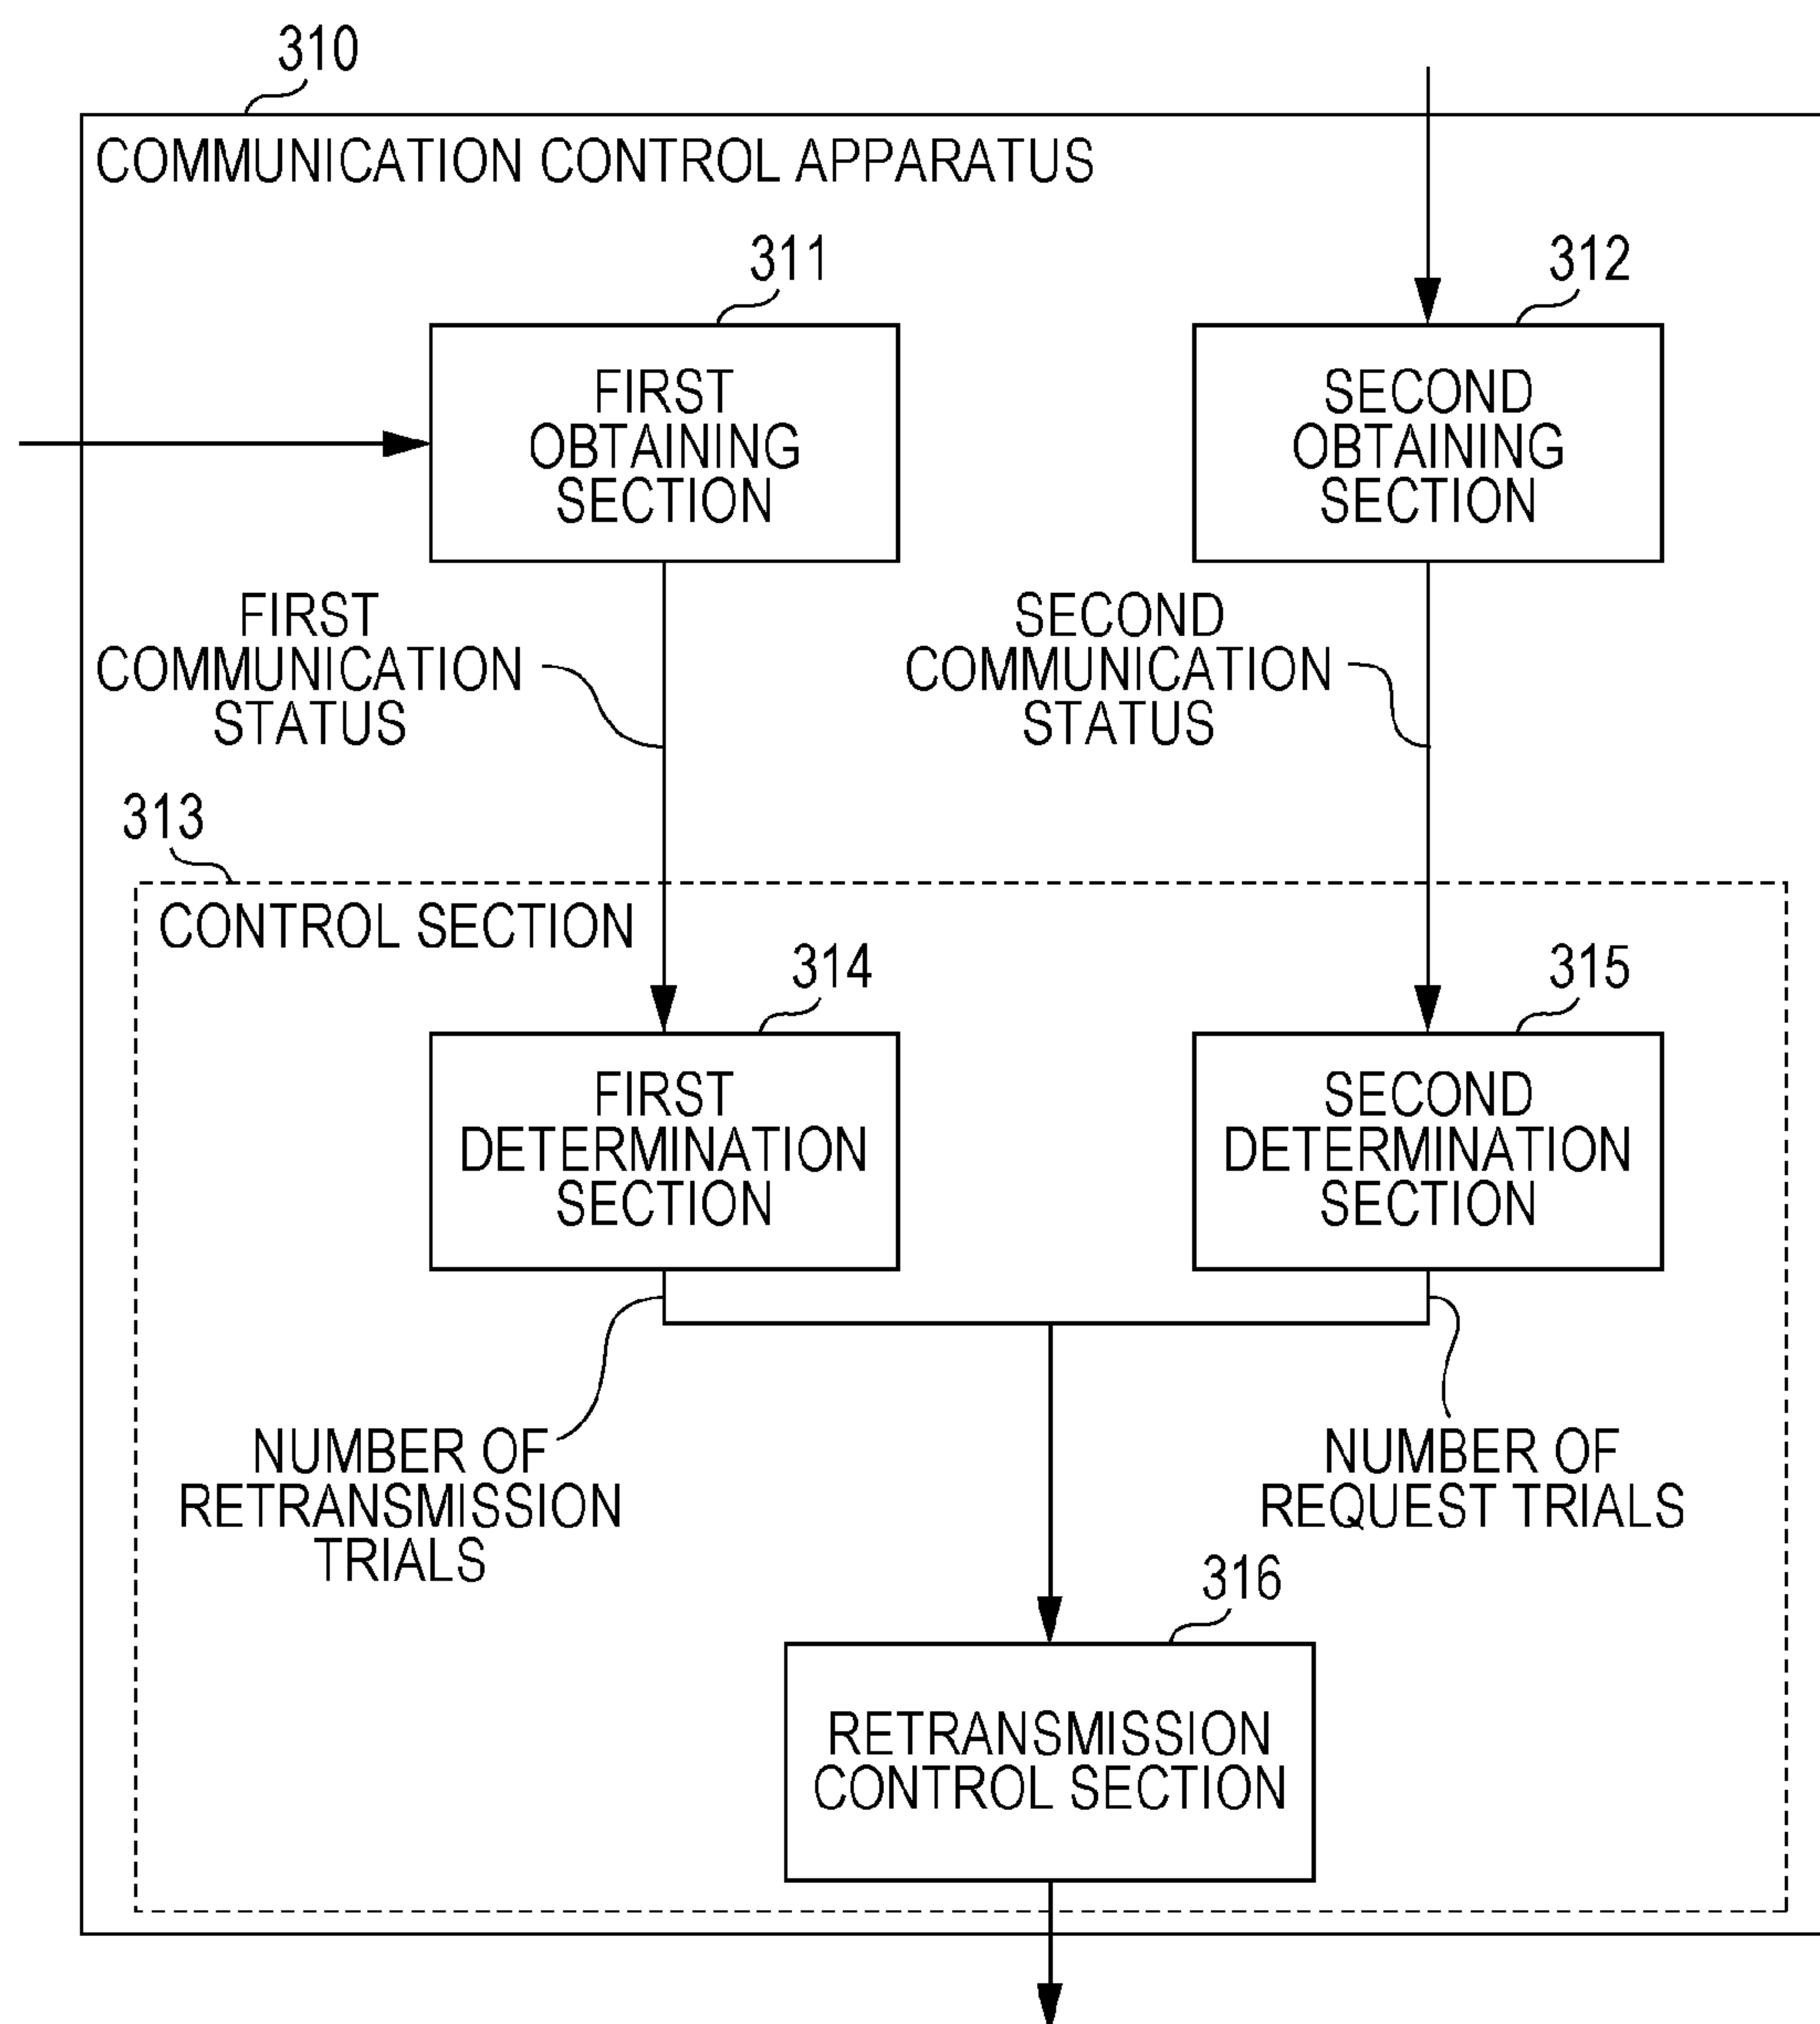 310
COMMUNICATION CONTROL APPARATUS
311
312
FIRST
OBTAINING
SECTION
SECOND
OBTAINING
SECTION
FIRST
COMMUNICATION
STATUS
SECOND
COMMUNICATION
STATUS
313
CONTROL SECTION
314
315
FIRST
DETERMINATION
SECTION
SECOND
DETERMINATION
SECTION
NUMBER OF
RETRANSMISSION
TRIALS
NUMBER OF
REQUEST TRIALS
316
RETRANSMISSION
CONTROL SECTION